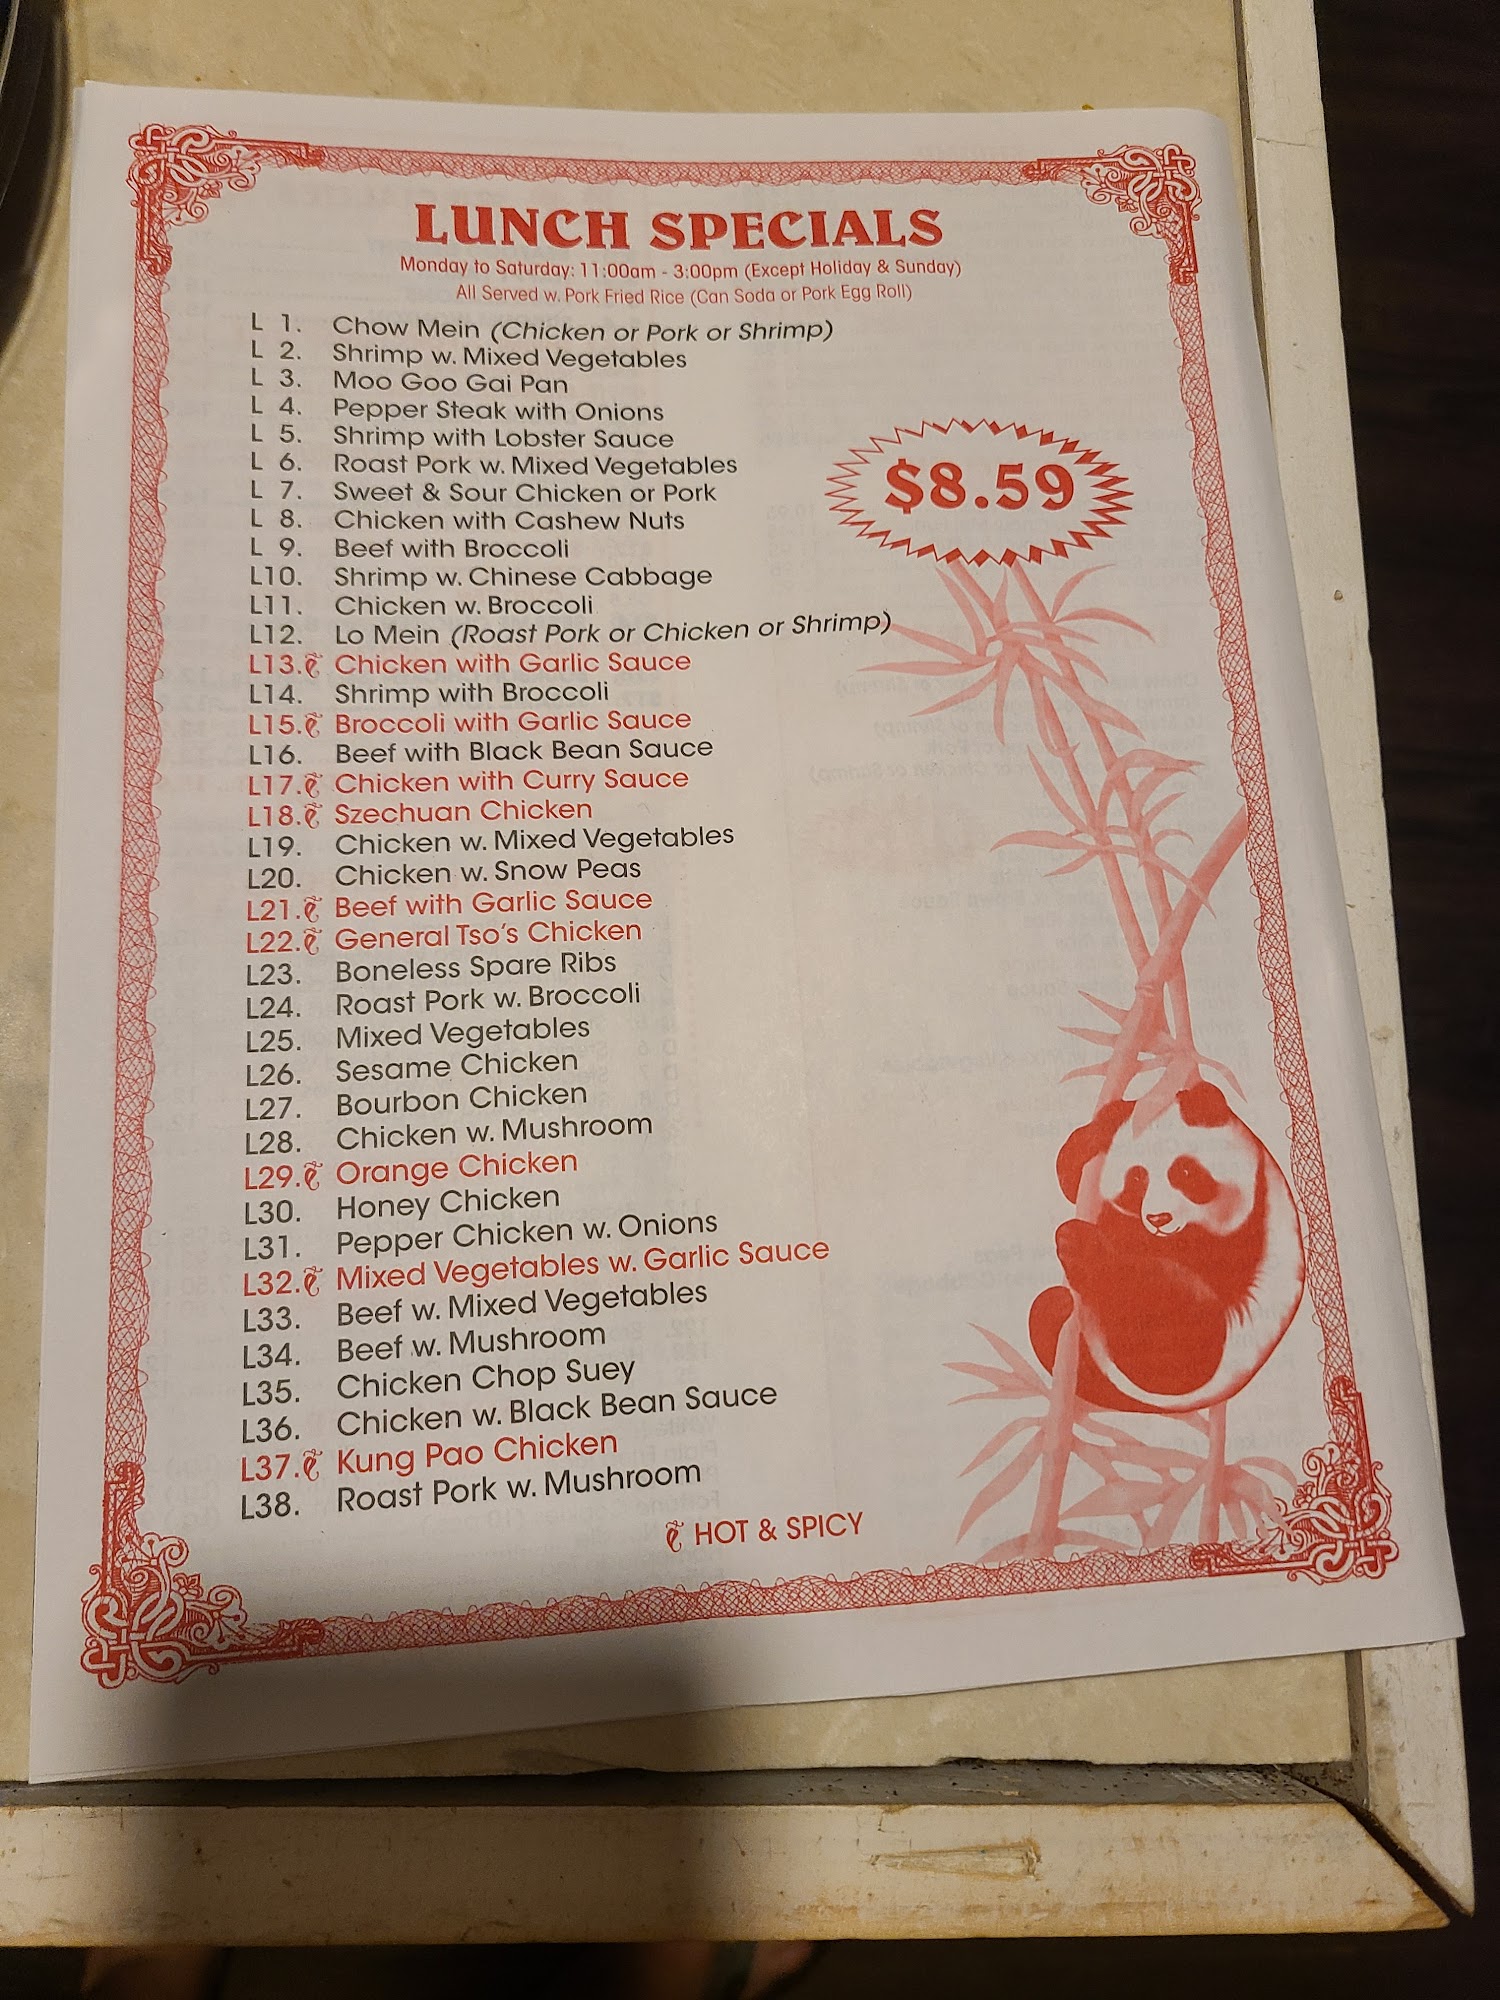 LUNCH SPECIALS
Monday to Saturday: 11:00am - 3:00pm (Except Holiday & Sunday)
All Served w. Pork Fried Rice (Can Soda or Pork Egg Roll)
L 1. Chow Mein (Chicken or Pork or Shrimp)
L 2. Shrimp w. Mixed Vegetables
L 3. Moo Goo Gai Pan
L 4. Pepper Steak with Onions
L 5. Shrimp with Lobster Sauce
L 6. Roast Pork w. Mixed Vegetables
L 7. Sweet & Sour Chicken or Pork
L 8. Chicken with Cashew Nuts
L 9. Beef with Broccoli
L10. Shrimp w. Chinese Cabbage
L11. Chicken w. Broccoli
L12. Lo Mein (Roast Pork or Chicken or Shrimp)
L13. Chicken with Garlic Sauce
L14. Shrimp with Broccoli
L15. Broccoli with Garlic Sauce
L16. Beef with Black Bean Sauce
L17. Chicken with Curry Sauce
L18. Szechuan Chicken
L19. Chicken w. Mixed Vegetables
L20. Chicken w. Snow Peas
L21. Beef with Garlic Sauce
L22. General Tso's Chicken
L23. Boneless Spare Ribs
L24. Roast Pork w. Broccoli
L25. Mixed Vegetables
L26. Sesame Chicken
L27. Bourbon Chicken
L28. Chicken w. Mushroom
L29. Orange Chicken
L30. Honey Chicken
L31. Pepper Chicken w. Onions
L32. Mixed Vegetables w. Garlic Sauce
L33. Beef w. Mixed Vegetables
L34. Beef w. Mushroom
L35. Chicken Chop Suey
L36. Chicken w. Black Bean Sauce
L37. Kung Pao Chicken
L38. Roast Pork w. Mushroom
HOT & SPICY
$8.59